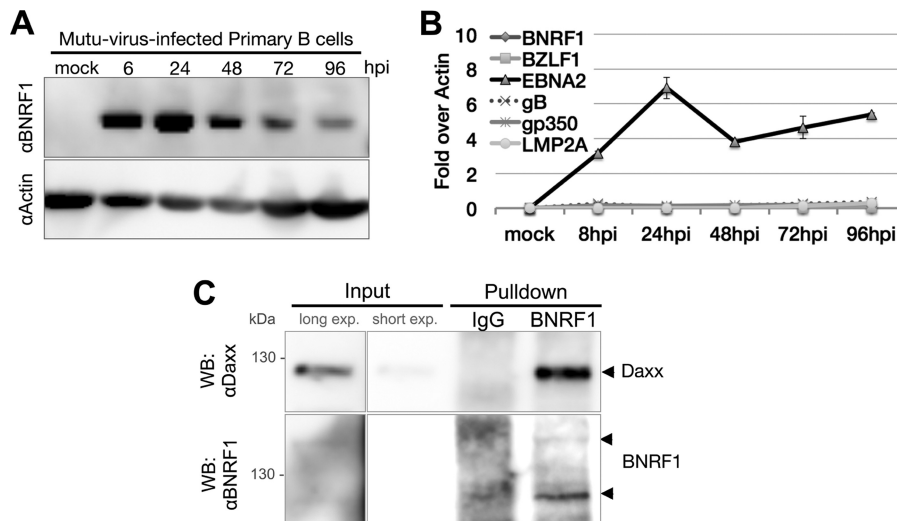 A
Mutu-virus-infected Primary B cells
mock 6 24 48 72 96 hpi
αBNRF1
αActin
B
Fold over Actin
10
8
6
4
2
0
BNRF1
BZLF1
EBNA2
gB
gp350
LMP2A
mock 8hpi 24hpi 48hpi 72hpi 96hpi
C
Input Pulldown
kDa long exp. short exp. IgG BNRF1
WB:
αDaxx
130
Daxx
WB:
αBNRF1
130
BNRF1